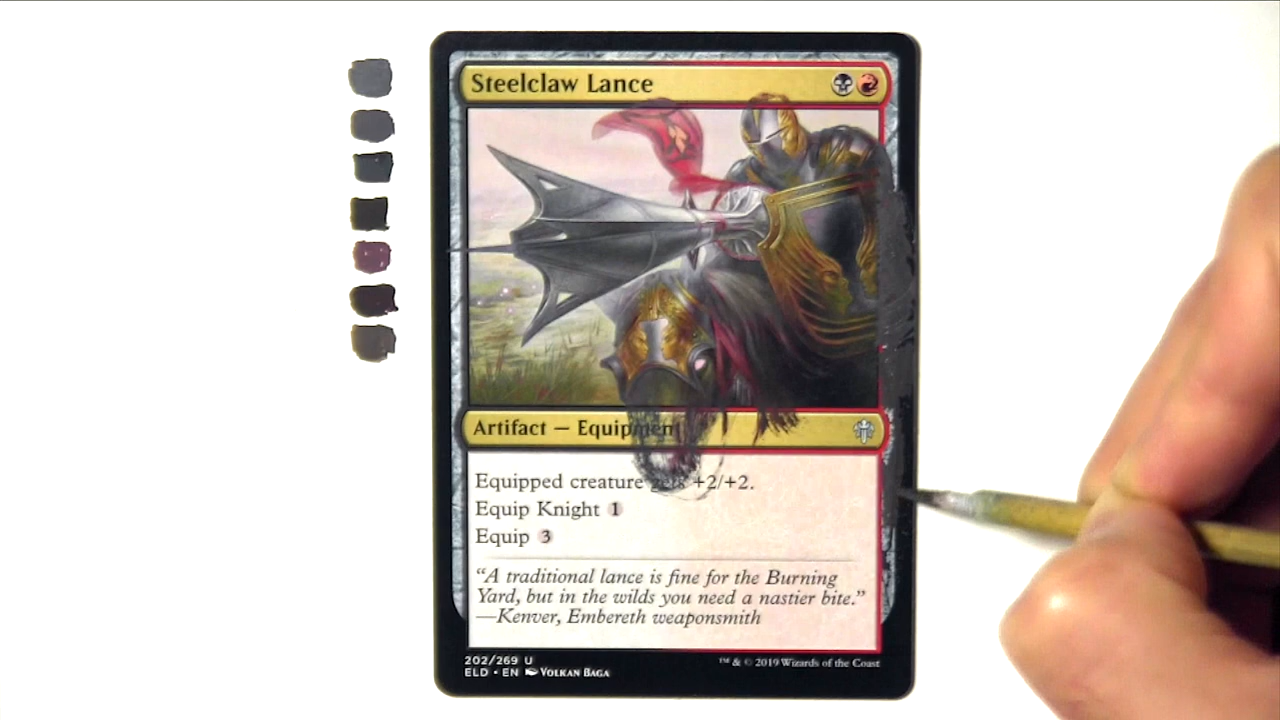 Steelclaw Lance
Artifact — Equipment
Equipped creature gets +2/+2.
Equip Knight 1
Equip 3
“A traditional lance is fine for the Burning
Yard, but in the wilds you need a nastier bite.”
—Kenver, Embereth weaponsmith
202/269 U
ELD • EN VOLKAN BAGA
™ & © 2019 Wizards of the Coast